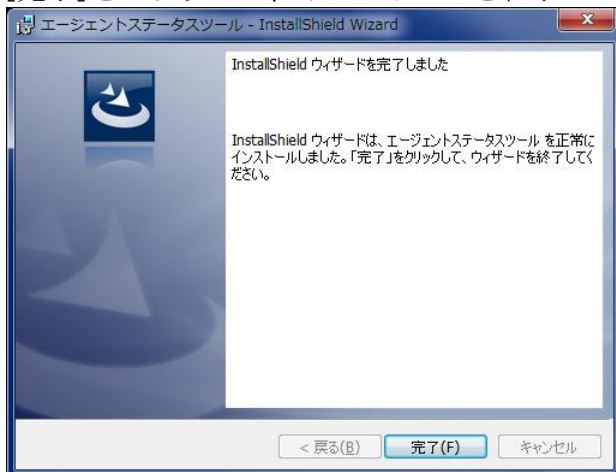 エージェントステータスツール - InstallShield Wizard
InstallShield ウィザードを完了しました
InstallShield ウィザードは、エージェントステータスツール を正常に
インストールしました。「完了」をクリックして、ウィザードを終了してく
ださい。
< 戻る(B)
完了(F)
キャンセル